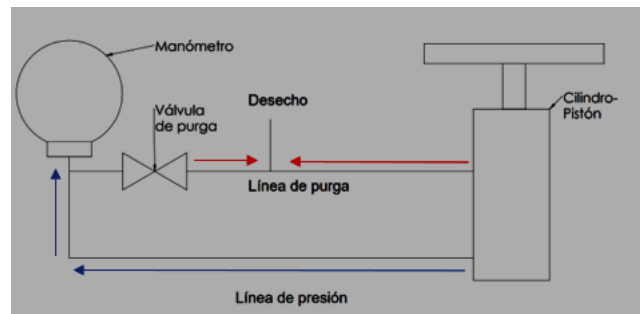 Manómetro
Válvula
de purga
Desecho
Cilindro-
Pistón
Línea de purga
Línea de presión